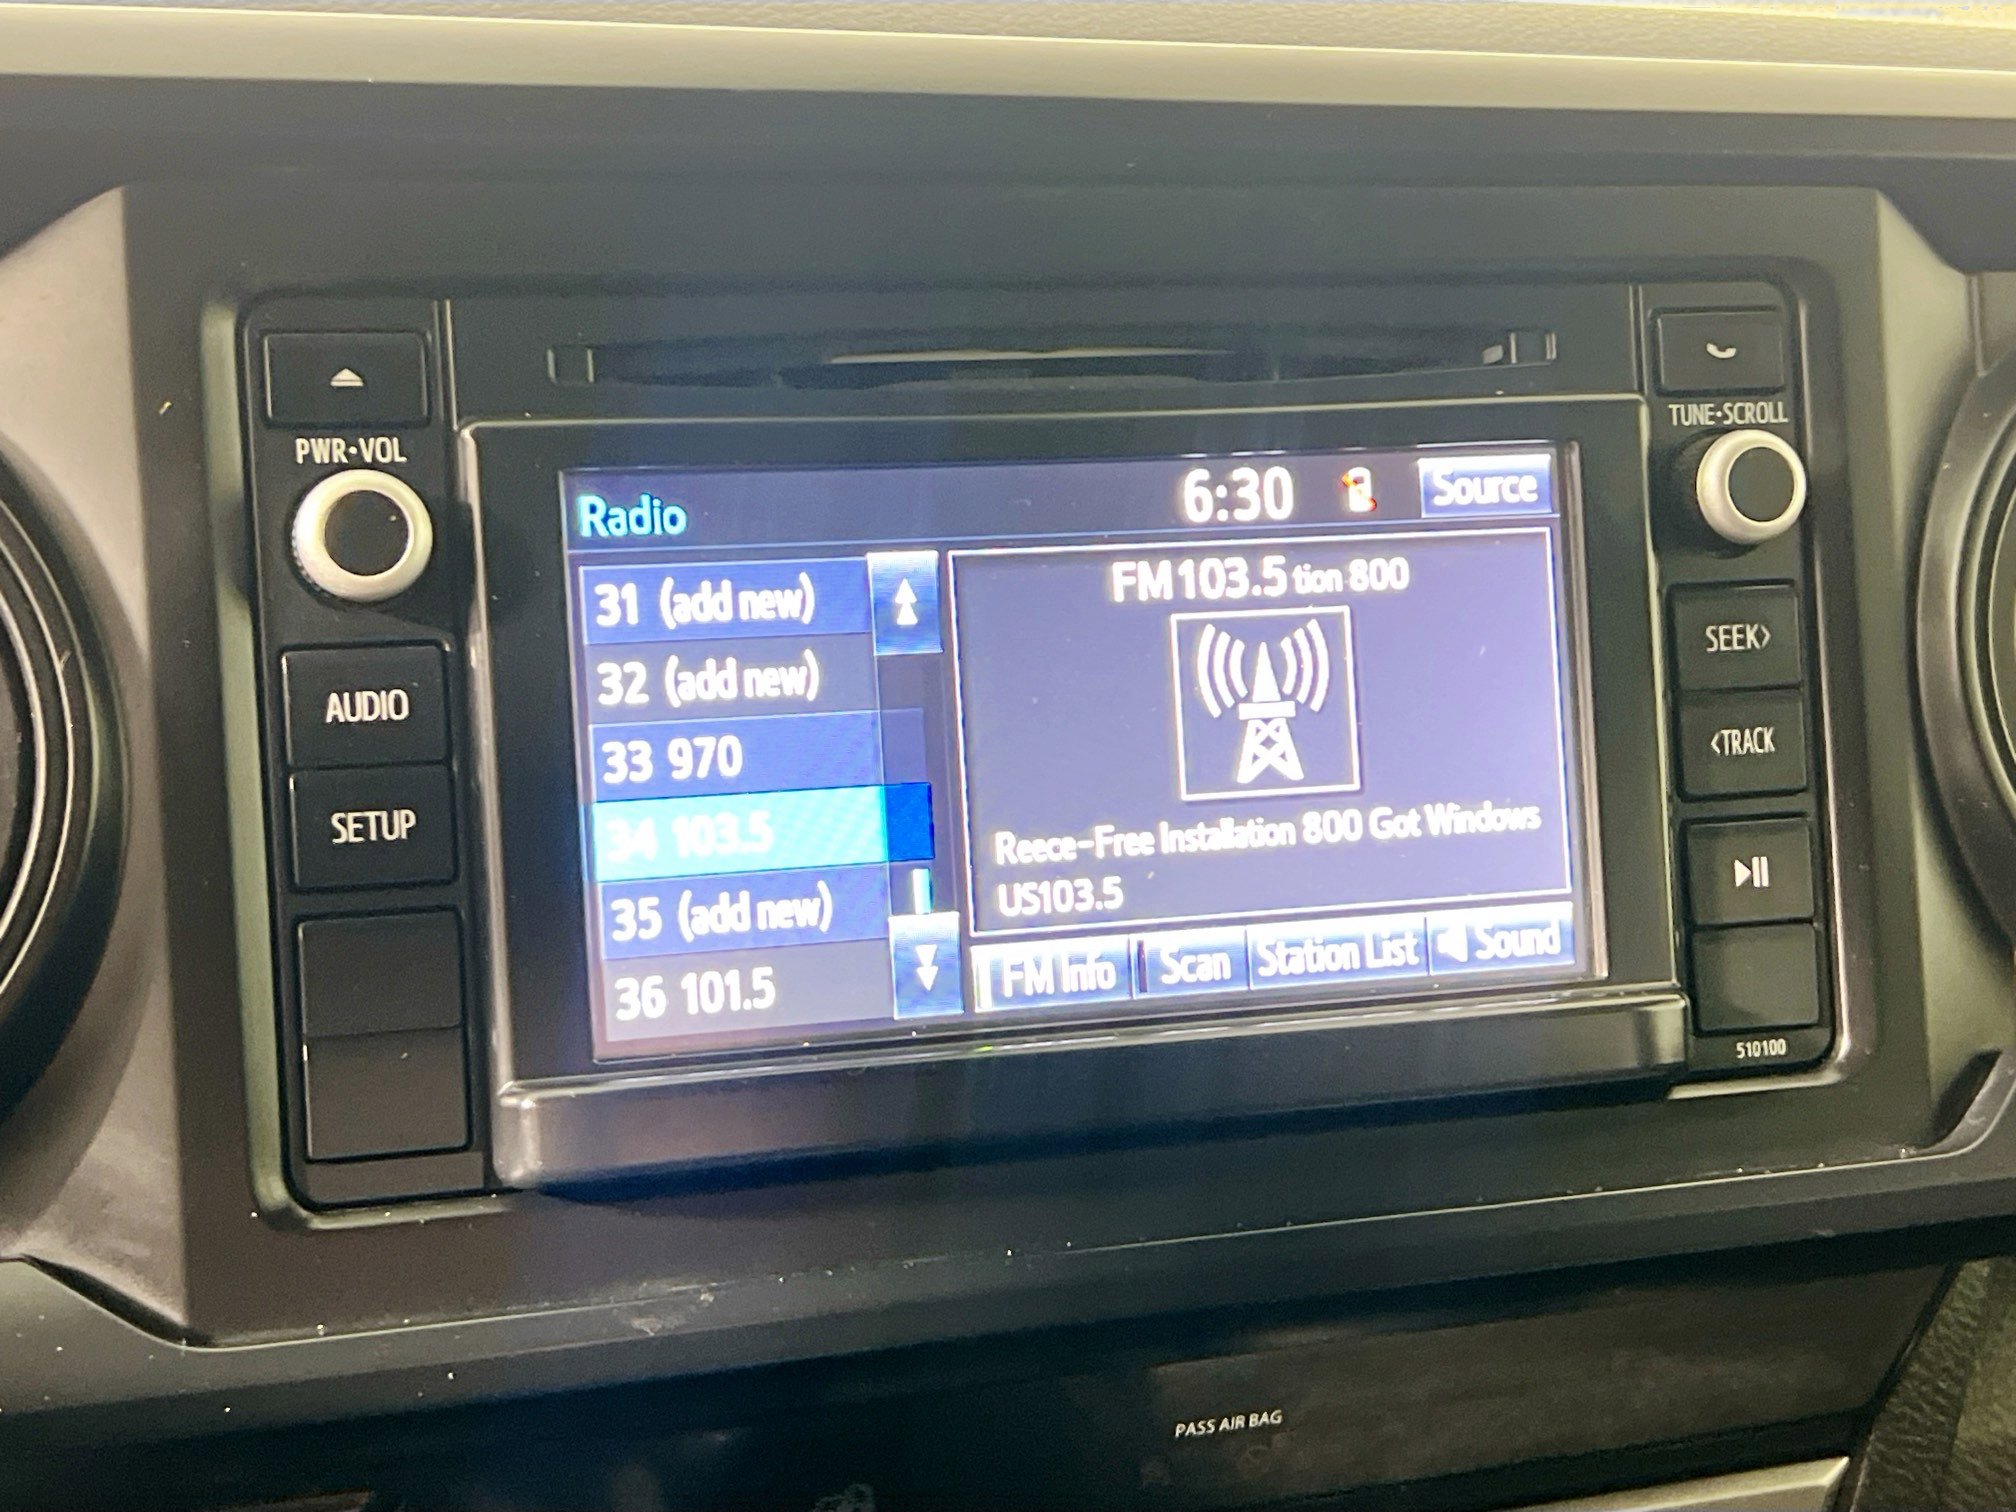 PWR•VOL
AUDIO
SETUP
Radio
6:30
Source
31 (add new)
32 (add new)
33 970
34 103.5
35 (add new)
36 101.5
FM 103.5 tion 800
Reece-Free Installation 800 Got Windows
US103.5
FM Info
Scan
Station List
Sound
TUNE•SCROLL
SEEK>
<TRACK
510100
PASS AIR BAG